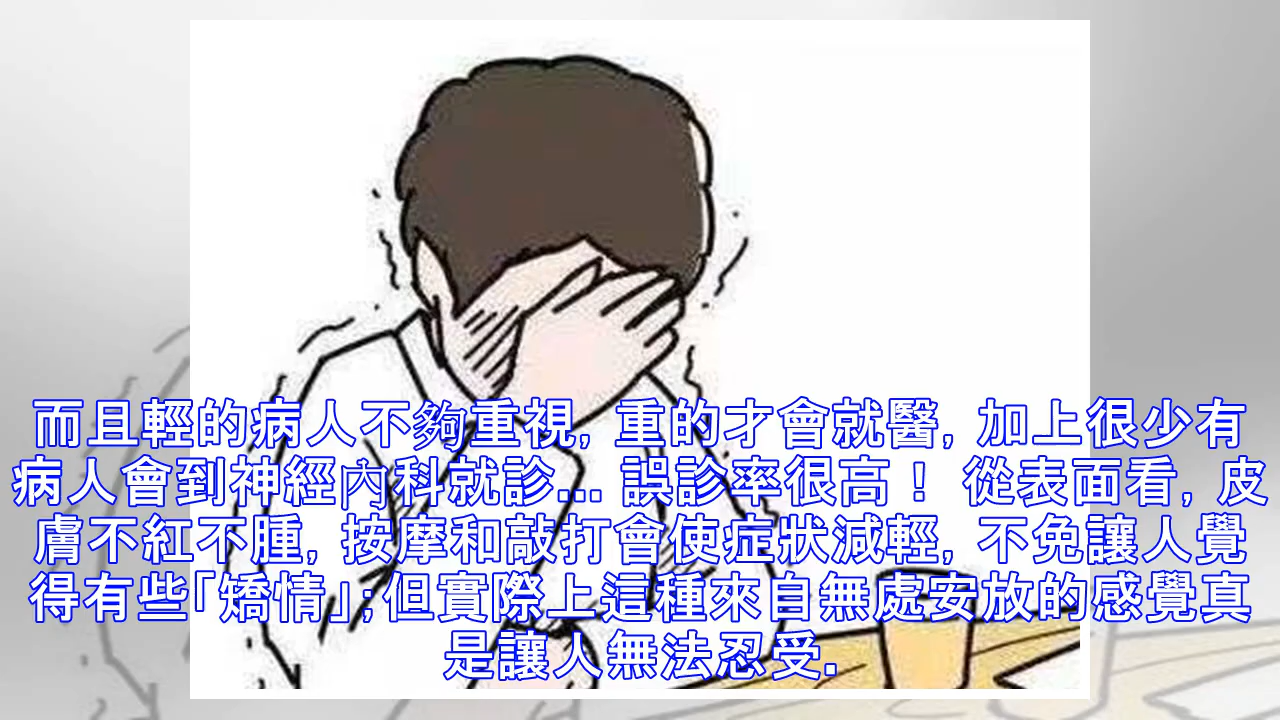 而且輕的病人不夠重視, 重的才會就醫, 加上很少有
病人會到神經內科就診... 誤診率很高！ 從表面看, 皮
膚不紅不腫, 按摩和敲打會使症狀減輕, 不免讓人覺
得有些「矯情」; 但實際上這種來自無處安放的感覺真
是讓人無法忍受.